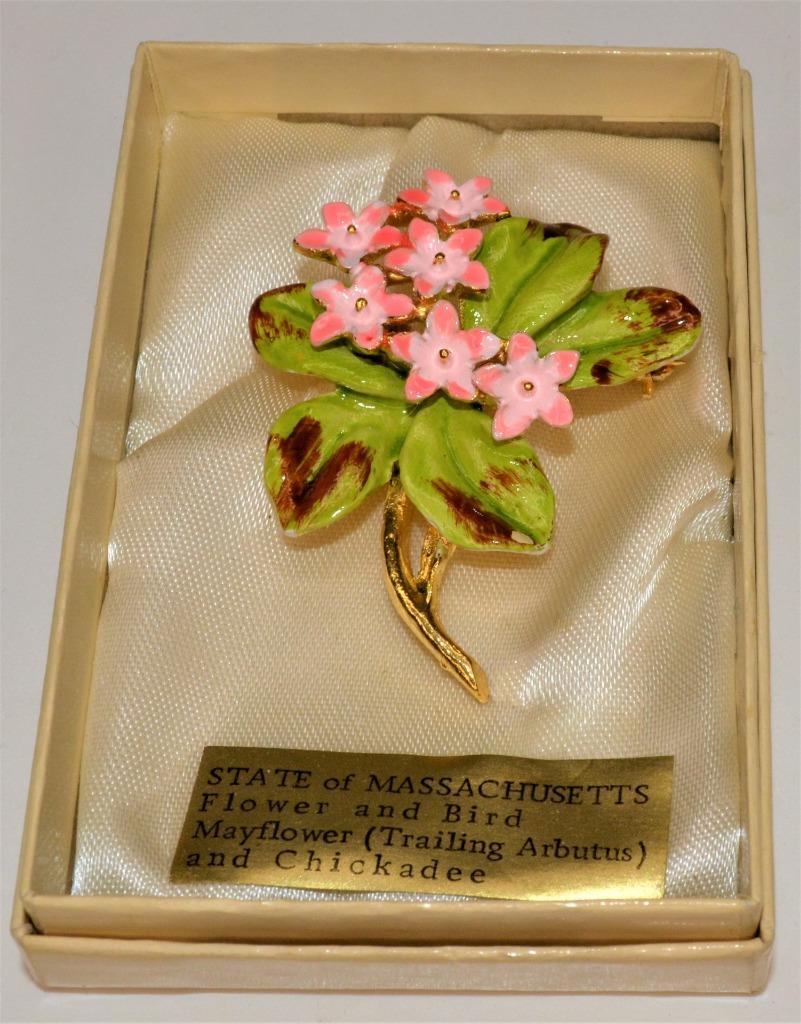 STATE of MASSACHUSETTS
Flower and Bird
Mayflower (Trailing Arbutus)
and Chickadee